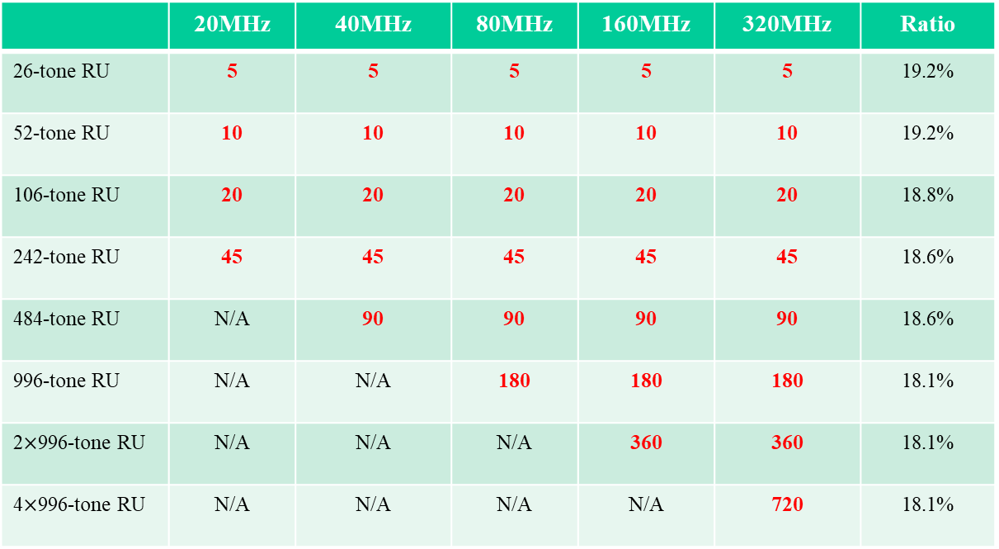 20MHz 40MHz 80MHz 160MHz 320MHz Ratio
26-tone RU 5 5 5 5 5 19.2%
52-tone RU 10 10 10 10 10 19.2%
106-tone RU 20 20 20 20 20 18.8%
242-tone RU 45 45 45 45 45 18.6%
484-tone RU N/A 90 90 90 90 18.6%
996-tone RU N/A N/A 180 180 180 18.1%
2×996-tone RU N/A N/A N/A 360 360 18.1%
4×996-tone RU N/A N/A N/A N/A 720 18.1%